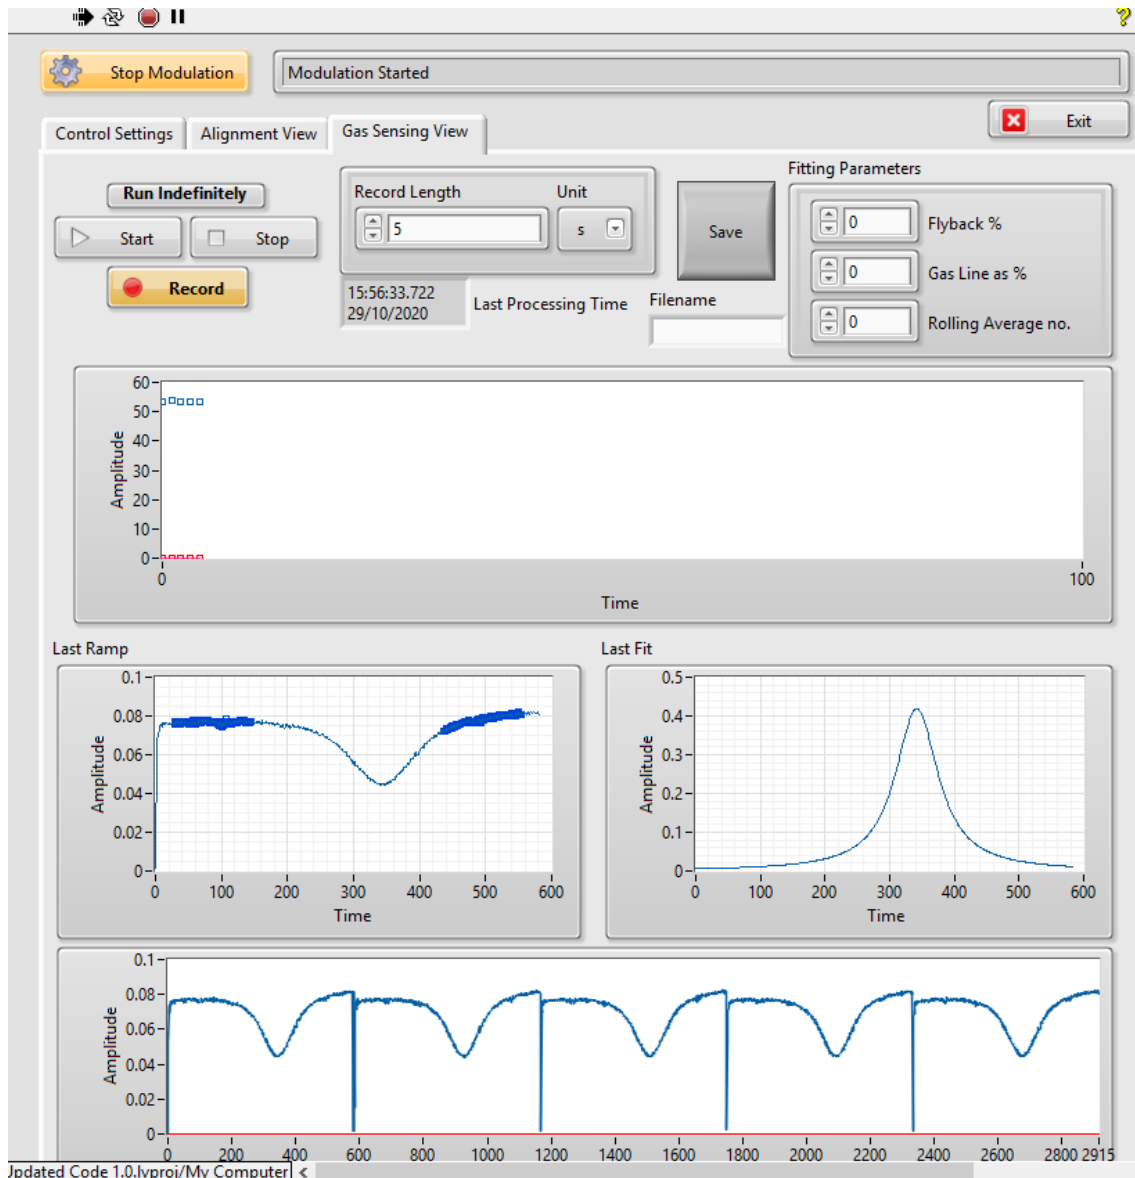 Stop Modulation
Modulation Started
Exit
Control Settings
Alignment View
Gas Sensing View
Run Indefinitely
Start
Stop
Record
Record Length
Unit
5
s
15:56:33.722
29/10/2020
Last Processing Time
Save
Filename
Fitting Parameters
0 Flyback %
0 Gas Line as %
0 Rolling Average no.
60
50
40
30
20
10
0
Amplitude
0 100
Time
Last Ramp
0.1
0.08
0.06
0.04
0.02
0
Amplitude
0 100 200 300 400 500 600
Time
Last Fit
0.5
0.4
0.3
0.2
0.1
0
Amplitude
0 100 200 300 400 500 600
Time
0.1
0.08
0.06
0.04
0.02
0
Amplitude
0 200 400 600 800 1000 1200 1400 1600 1800 2000 2200 2400 2600 2800 2915
Updated Code 1.0.lvproj/My Computer